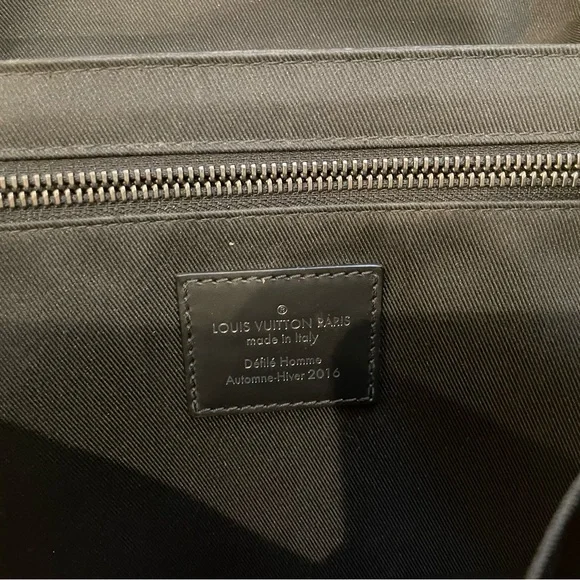 ®
LOUIS VUITTON PARIS
made in Italy
Défilé Homme
Automne-Hiver 2016